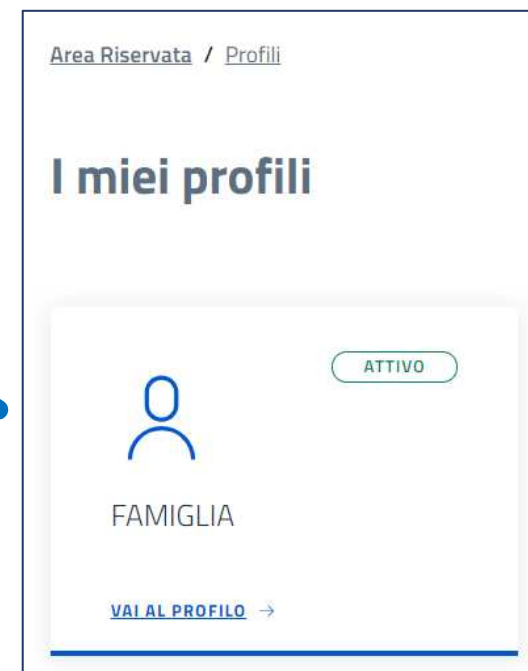 Area Riservata / Profili
I miei profili
ATTIVO
FAMIGLIA
VAI AL PROFILO →